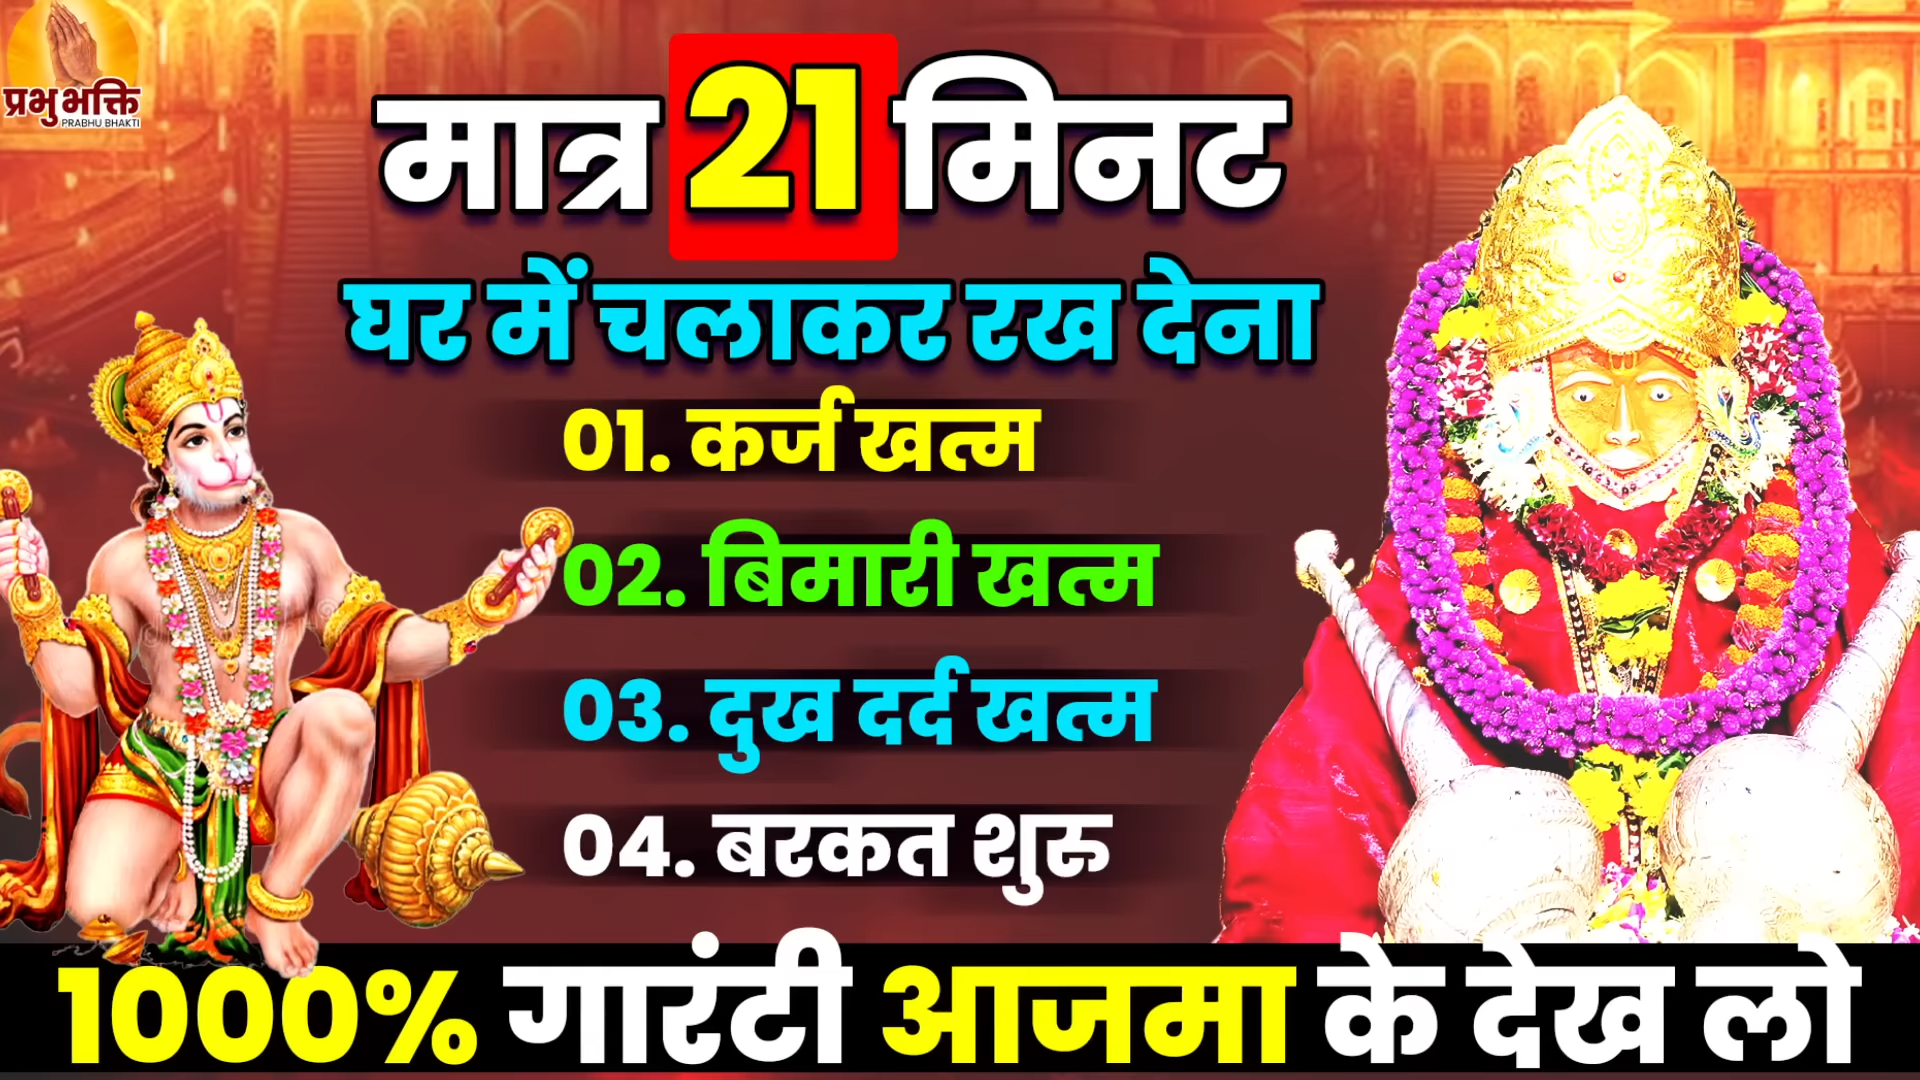 प्रभु भक्ति
PRABHU BHAKTI
मात्र 21 मिनट
घर में चलाकर रख देना
01. कर्ज खत्म
02. बिमारी खत्म
03. दुख दर्द खत्म
04. बरकत शुरु
1000% गारंटी आजमा के देख लो